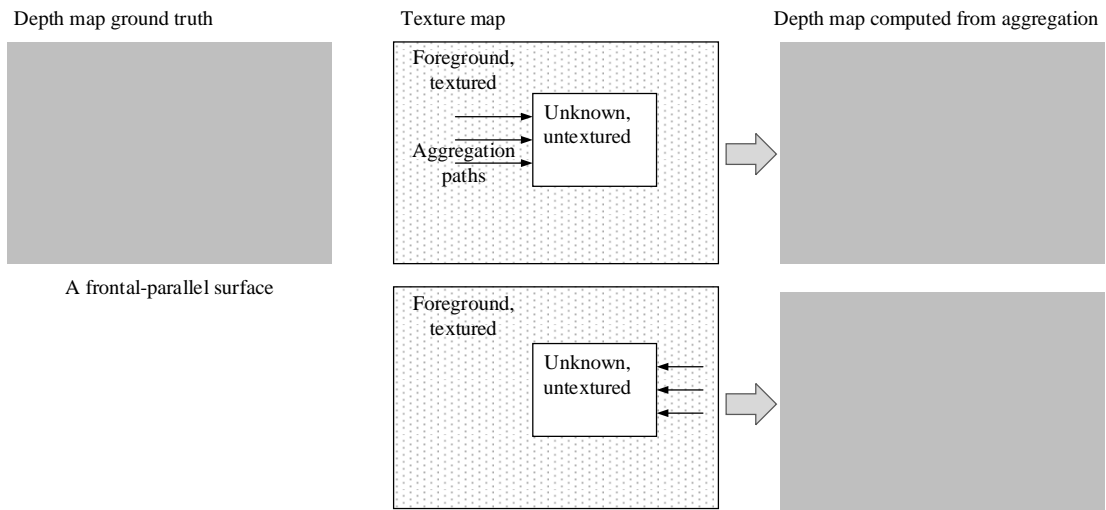 Depth map ground truth
Texture map
Depth map computed from aggregation
Foreground,
textured
Unknown,
untextured
Aggregation
paths
A frontal-parallel surface
Foreground,
textured
Unknown,
untextured